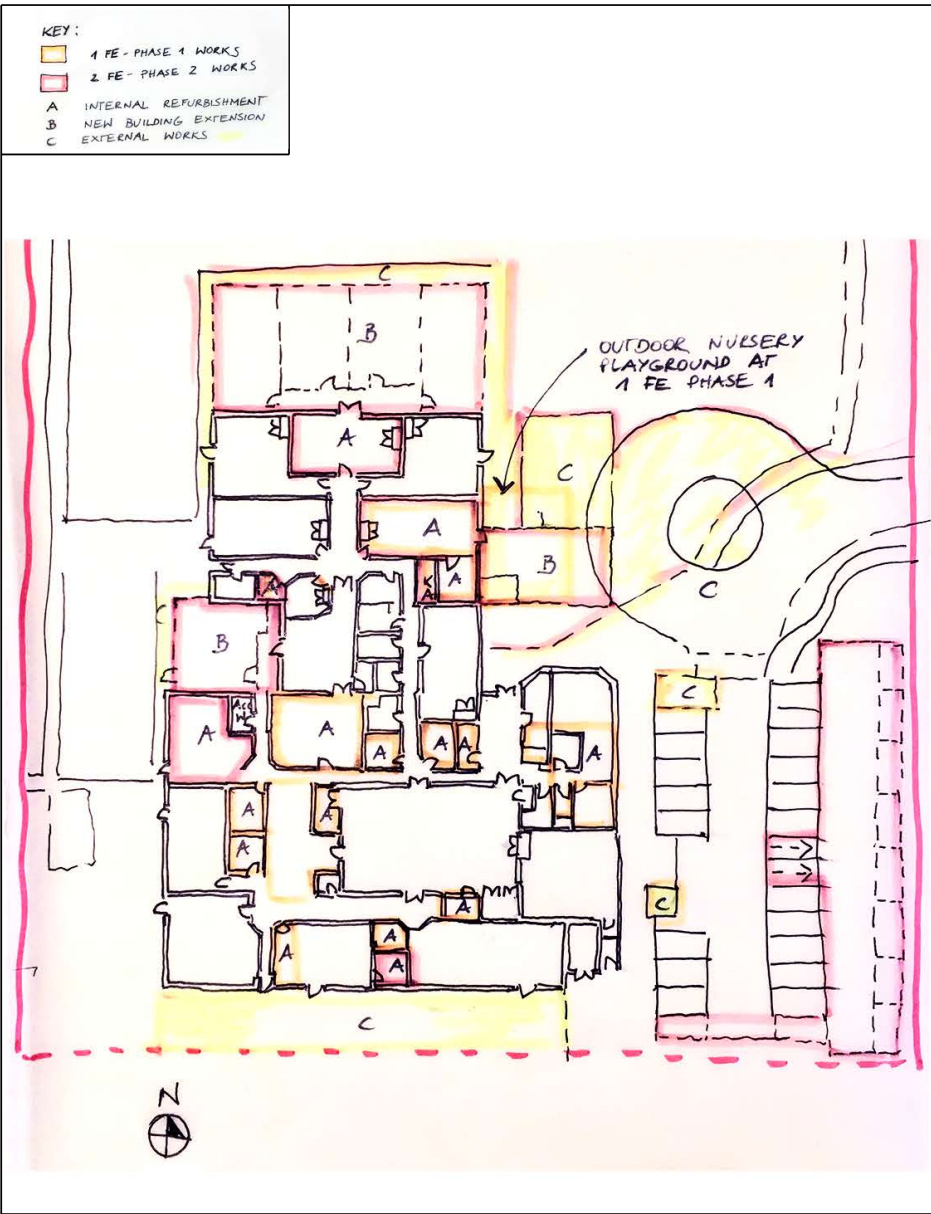 KEY:
1 FE - PHASE 1 WORKS
2 FE - PHASE 2 WORKS
A INTERNAL REFURBISHMENT
B NEW BUILDING EXTENSION
C EXTERNAL WORKS
C
B
OUTDOOR NURSERY
PLAYGROUND AT
1 FE PHASE 1
A
C
A
A
B
A
A
C
C
B
C
A
A
A
A
A
A
A
A
A
C
A
A
A
A
C
N